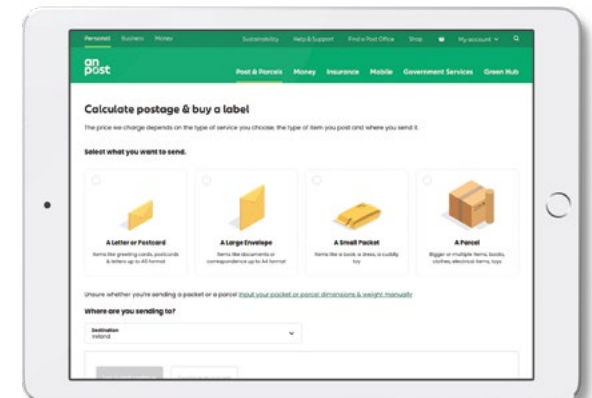 Personal Business Money Sustainability Help & Support Find a Post Office Shop My account
an
post
Post & Parcels Money Insurance Mobile Government Services Green Hub
Calculate postage & buy a label
The price we charge depends on the type of service you choose, the type of item you post and where you send it.
Select what you want to send.
A Letter or Postcard
Items like greeting cards, postcards
& letters up to A5 format
A Large Envelope
Items like documents or
correspondence up to A4 format
A Small Packet
Items like a book, a dress, a cuddly
toy
A Parcel
Bigger or multiple items, books,
clothes, electrical items, toys
Unsure whether you're sending a packet or a parcel Input your packet or parcel dimensions & weight manually
Where are you sending to?
Destination
Ireland